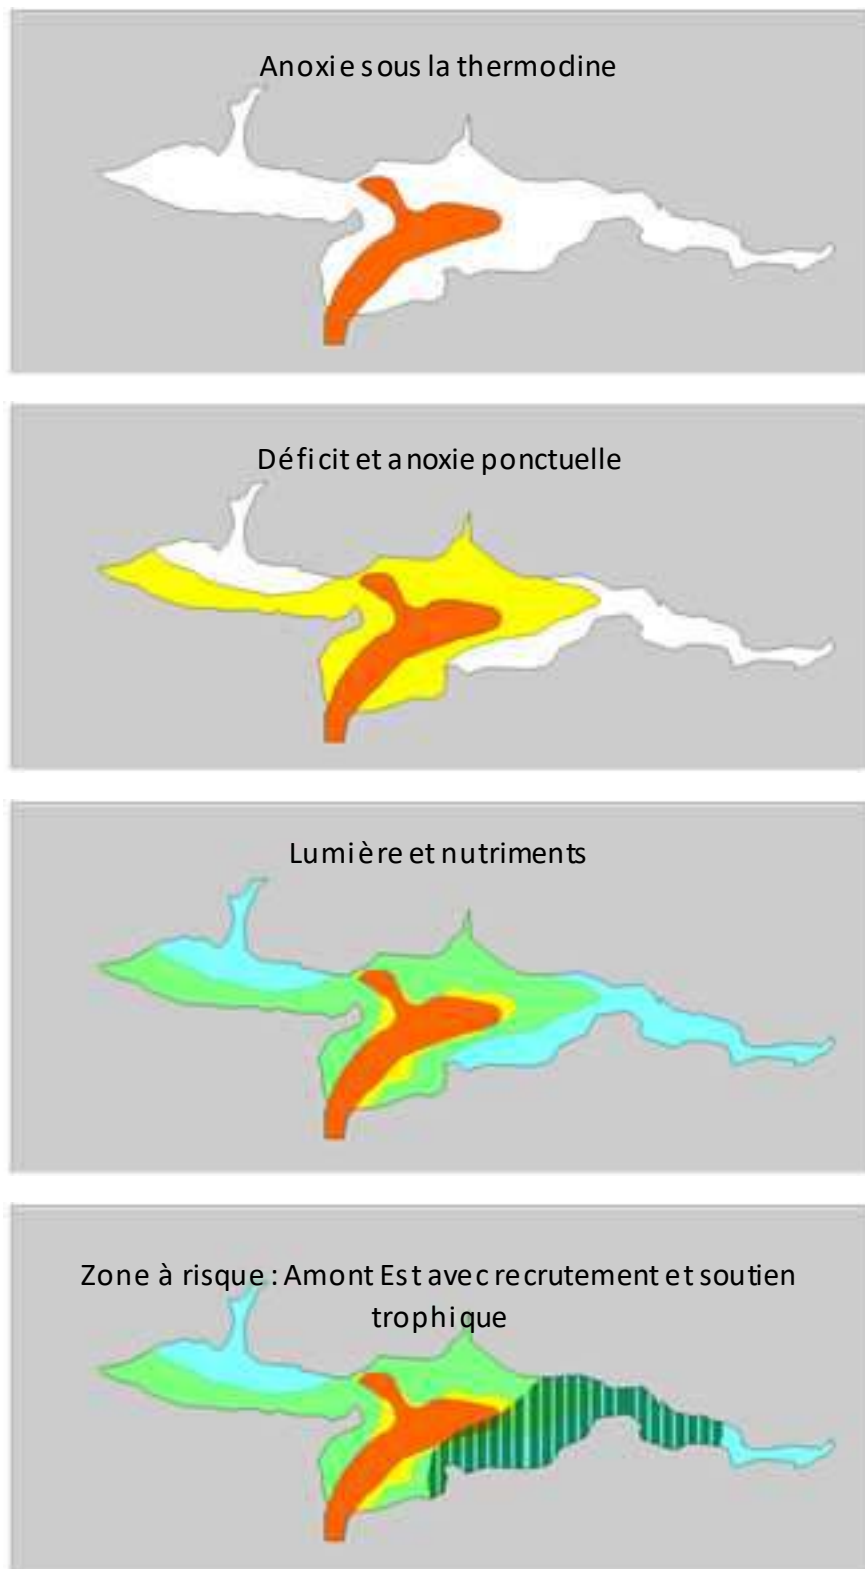 Anoxie sous la thermodine
Déficit et anoxie ponctuelle
Lumière et nutriments
Zone à risque : Amont Est avec recrutement et soutien
trophique